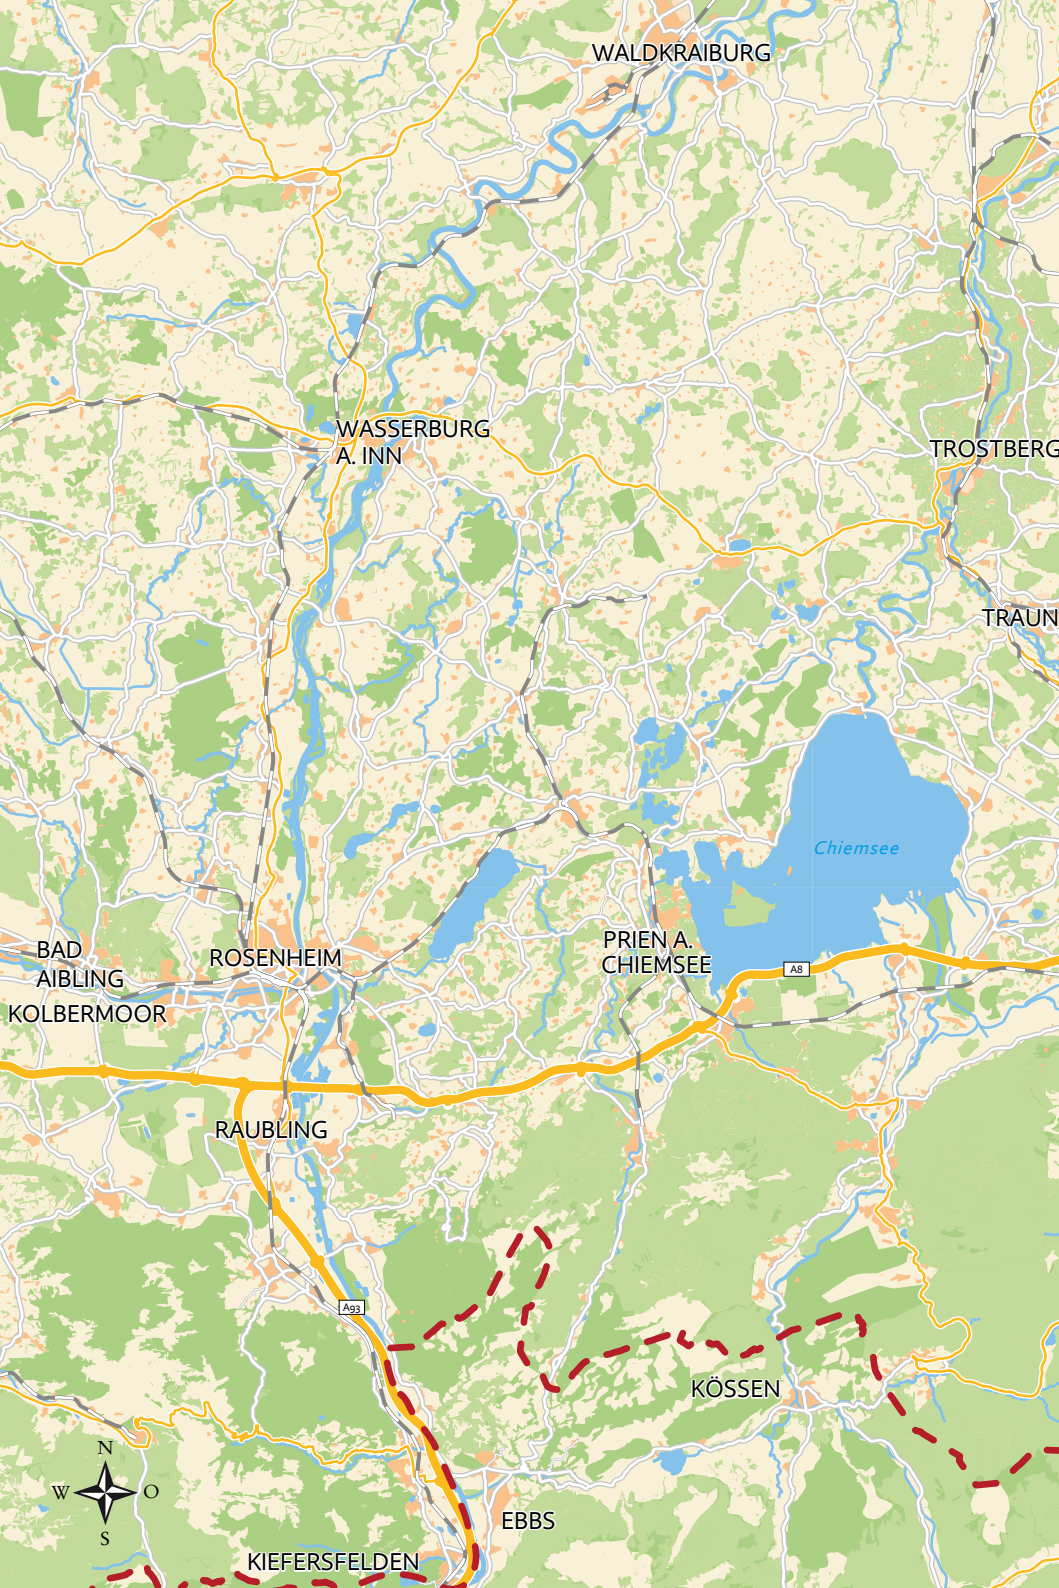 WALDKRAIBURG
WASSERBURG
A. INN
TROSTBERG
TRAUN
Chiemsee
PRIEN A.
CHIEMSEE
BAD
AIBLING
ROSENHEIM
A8
KOLBERMOOR
RAUBLING
A93
KÖSSEN
N
W
O
S
EBBS
KIEFERSFELDEN